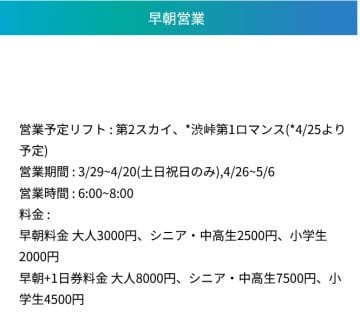 早朝営業
営業予定リフト : 第2スカイ、*渋峠第1ロマンス(*4/25より
予定)
営業期間 : 3/29~4/20(土日祝日のみ),4/26~5/6
営業時間 : 6:00~8:00
料金 :
早朝料金 大人3000円、シニア・中高生2500円、小学生
2000円
早朝+1日券料金 大人8000円、シニア・中高生7500円、小
学生4500円